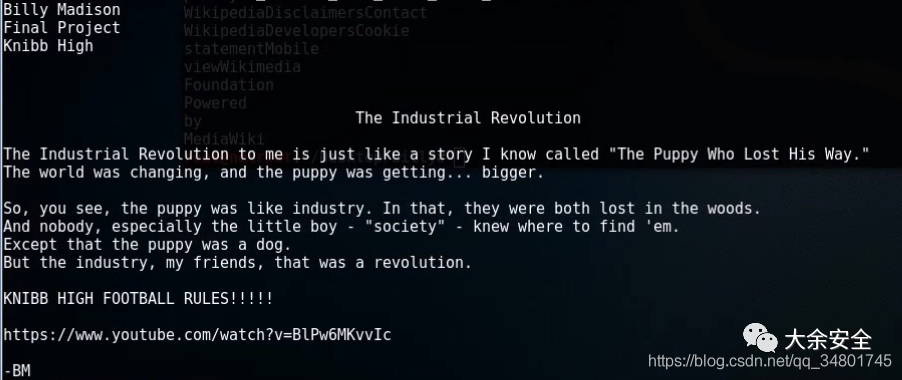 Billy Madison
Final Project
Knibb High
WikipediaDisclaimersContact
WikipediaDevelopersCookie
statementMobile
viewWikimedia
Foundation
Powered
by
MediaWiki
The Industrial Revolution
The Industrial Revolution to me is just like a story I know called "The Puppy Who Lost His Way."
The world was changing, and the puppy was getting... bigger.
So, you see, the puppy was like industry. In that, they were both lost in the woods.
And nobody, especially the little boy - "society" - knew where to find 'em.
Except that the puppy was a dog.
But the industry, my friends, that was a revolution.
KNIBB HIGH FOOTBALL RULES!!!!!
https://www.youtube.com/watch?v=BlPw6MKvvIc
-BM
大余安全
https://blog.csdn.net/qq_34801745